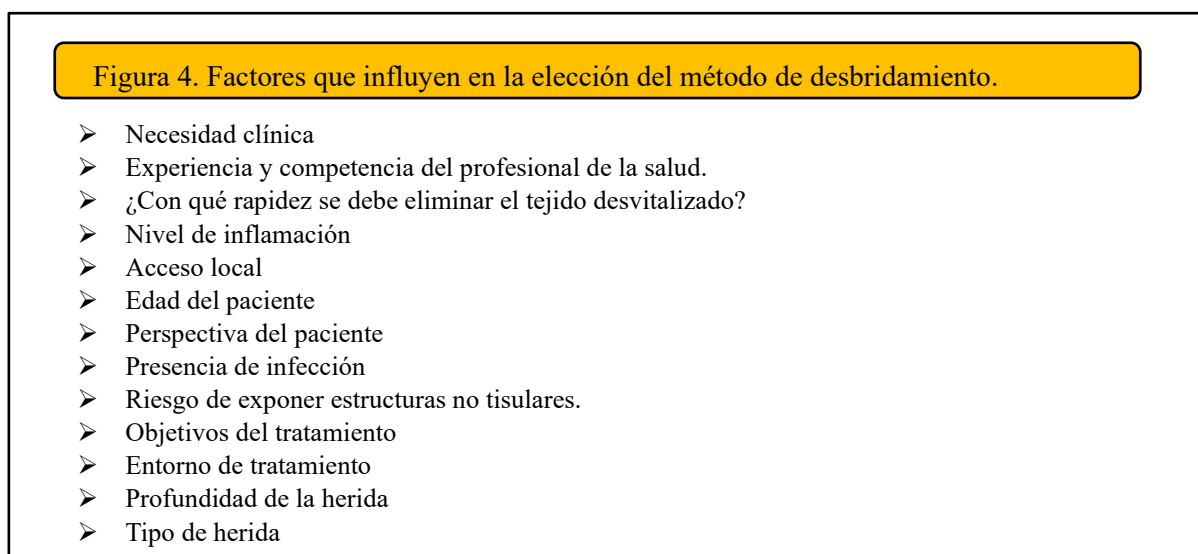 Figura 4. Factores que influyen en la elección del método de desbridamiento.
➢ Necesidad clínica
➢ Experiencia y competencia del profesional de la salud.
➢ ¿Con qué rapidez se debe eliminar el tejido desvitalizado?
➢ Nivel de inflamación
➢ Acceso local
➢ Edad del paciente
➢ Perspectiva del paciente
➢ Presencia de infección
➢ Riesgo de exponer estructuras no tisulares.
➢ Objetivos del tratamiento
➢ Entorno de tratamiento
➢ Profundidad de la herida
➢ Tipo de herida